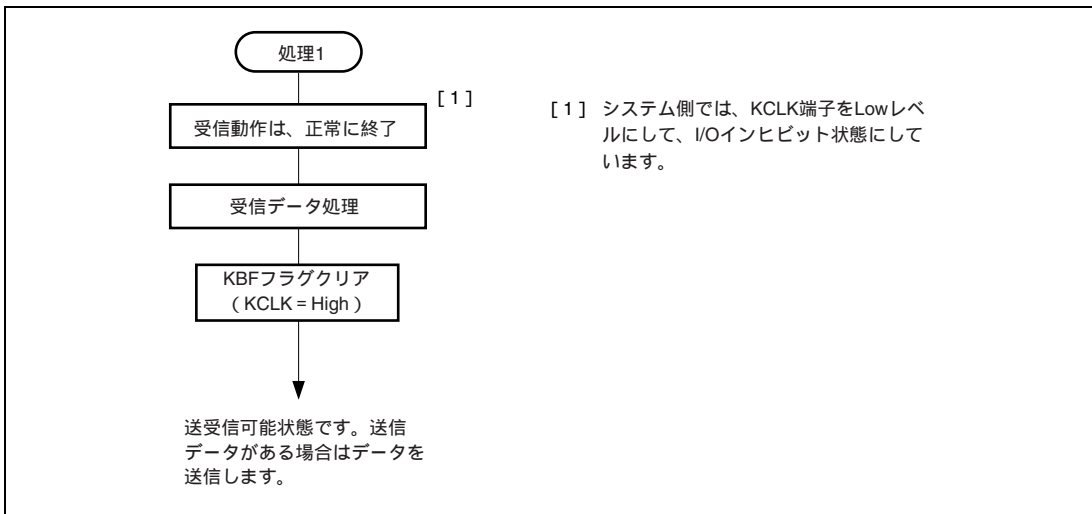 処理1
[ 1 ]
受信動作は、正常に終了
受信データ処理
KBFフラグクリア
( KCLK = High )
送受信可能状態です。送信
データがある場合はデータを
送信します。
[ 1 ] システム側では、KCLK端子をLowレベ
ルにして、I/Oインヒビット状態にして
います。